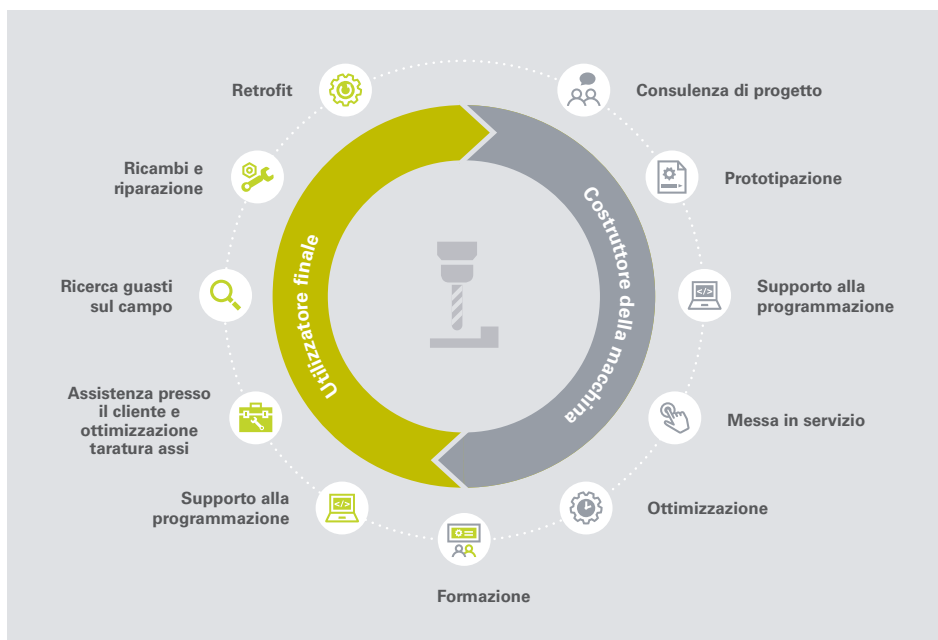 Retrofit
Consulenza di progetto
Ricambi e
riparazione
Prototipazione
Ricerca guasti
sul campo
Supporto alla
programmazione
Assistenza presso
il cliente e
ottimizzazione
taratura assi
Messa in servizio
Supporto alla
programmazione
Ottimizzazione
Formazione
Utilizzatore finale
Costruttore della macchina
</>
</>